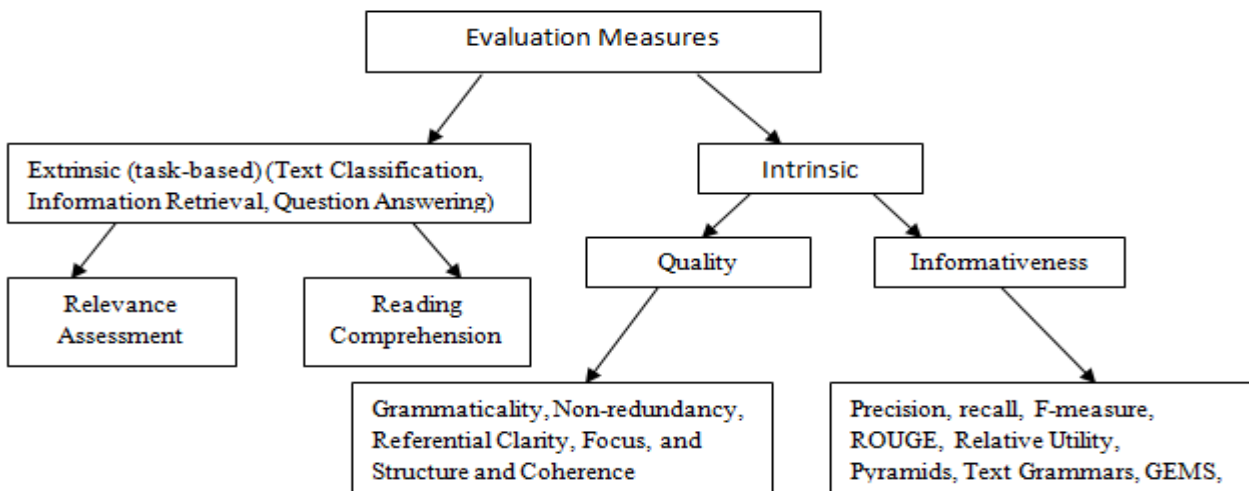 Evaluation Measures
Extrinsic (task-based) (Text Classification,
Information Retrieval, Question Answering)
Intrinsic
Quality
Informativeness
Relevance
Assessment
Reading
Comprehension
Grammaticality, Non-redundancy,
Referential Clarity, Focus, and
Structure and Coherence
Precision, recall, F-measure,
ROUGE, Relative Utility,
Pyramids, Text Grammars, GEMS,